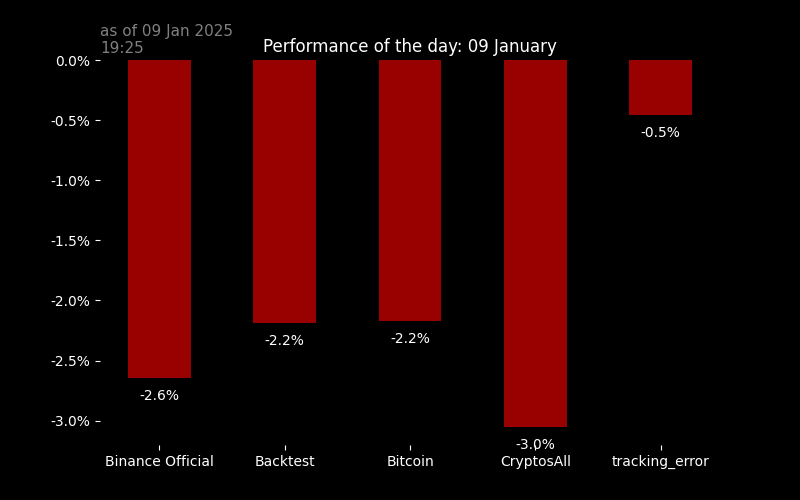 as of 09 Jan 2025
19:25
Performance of the day: 09 January
0.0%
-0.5%
-1.0%
-1.5%
-2.0%
-2.5%
-3.0%
-2.6%
-2.2%
-2.2%
-3.0%
-0.5%
Binance Official
Backtest
Bitcoin
CryptosAll
tracking_error